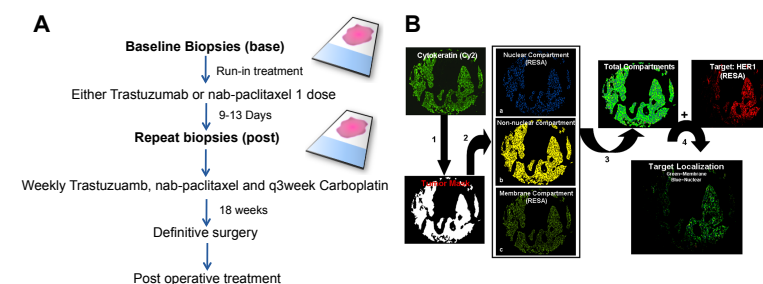 A
Baseline Biopsies (base)
Run-in treatment
Either Trastuzumab or nab-paclitaxel 1 dose
9-13 Days
Repeat biopsies (post)
Weekly Trastuzuamb, nab-paclitaxel and q3week Carboplatin
18 weeks
Definitive surgery
Post operative treatment
B
Cytokeratin (Cy2)
1
Tumor Mask
2
Nuclear Compartment
(RESA)
a
Non-nuclear compartment
b
Membrane Compartment
(RESA)
c
3
Total Compartments
+
Target: HER1
(RESA)
4
Target Localization
Green=Membrane
Blue=Nuclear